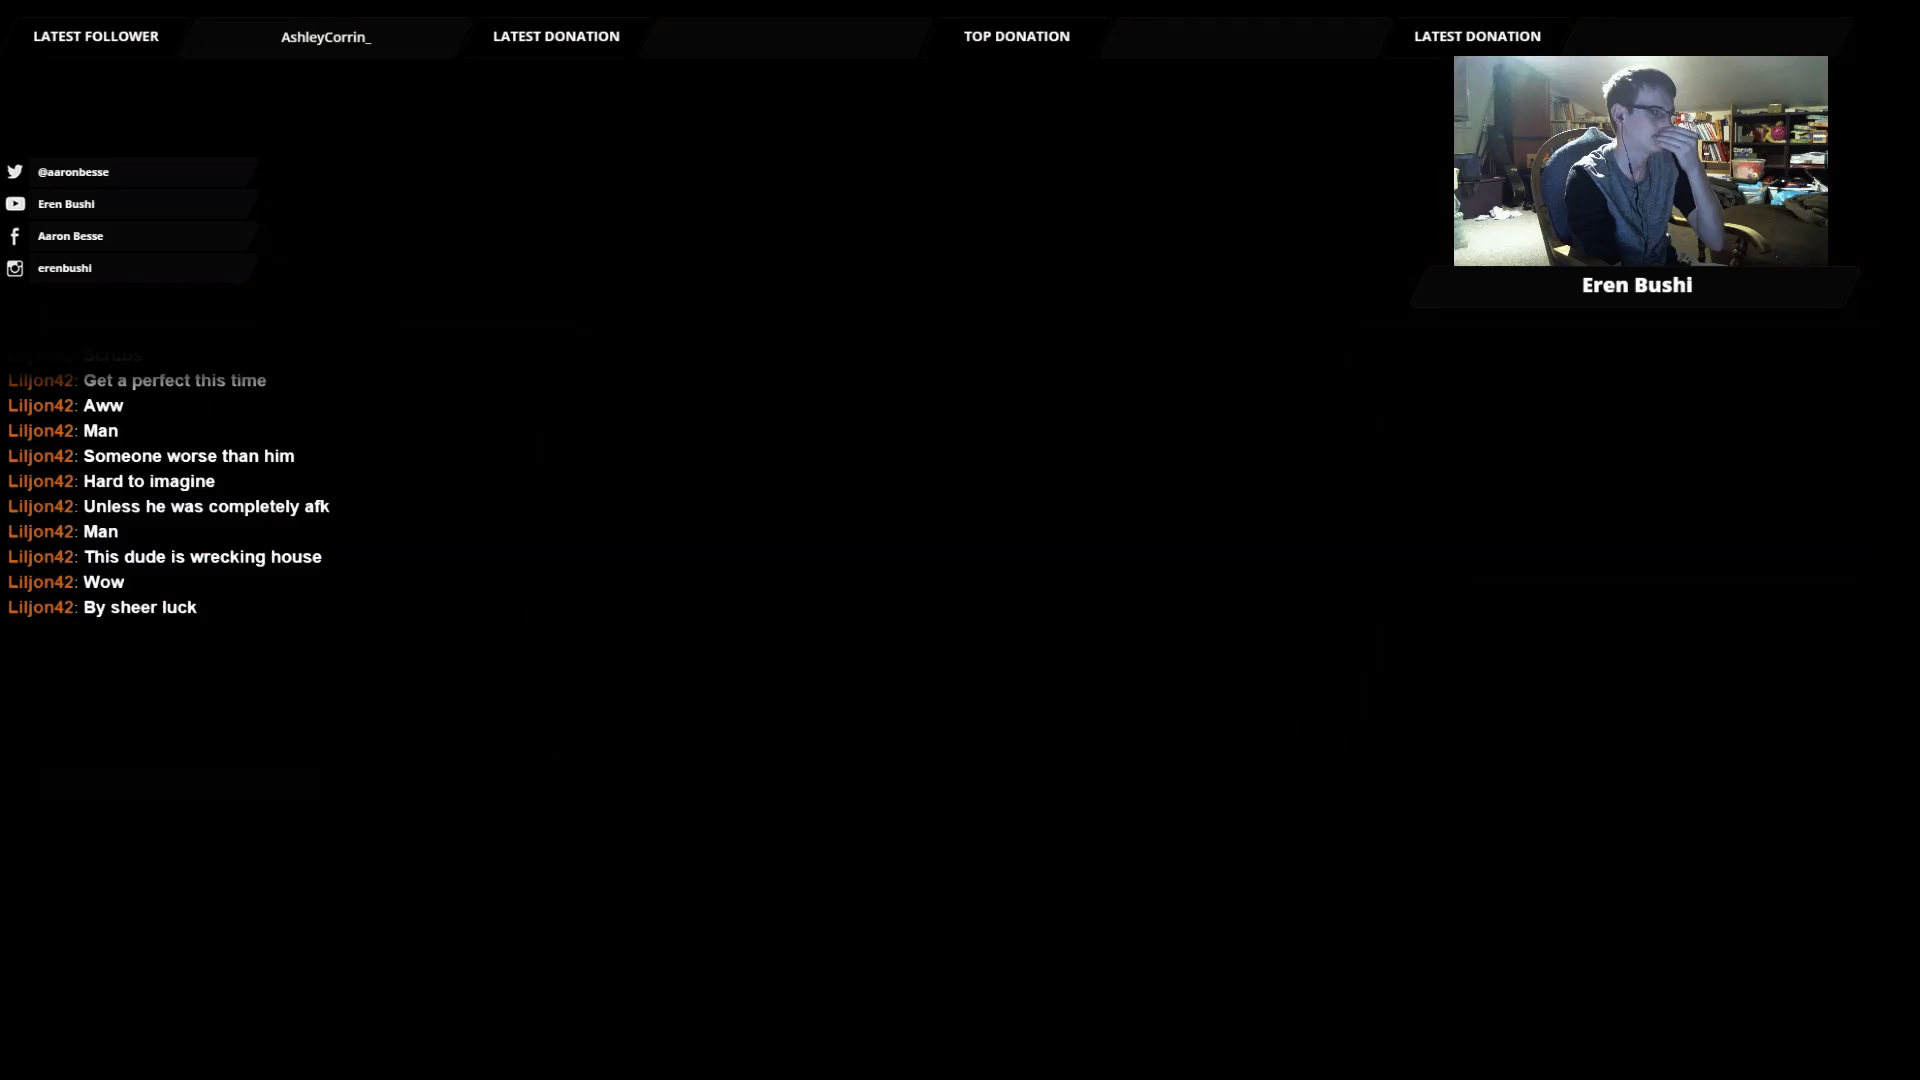 LATEST FOLLOWER AshleyCorrin_ LATEST DONATION TOP DONATION LATEST DONATION
@aaronbesse
Eren Bushi
Aaron Besse
erenbushi
Eren Bushi
Scrubs
Liljon42: Get a perfect this time
Liljon42: Aww
Liljon42: Man
Liljon42: Someone worse than him
Liljon42: Hard to imagine
Liljon42: Unless he was completely afk
Liljon42: Man
Liljon42: This dude is wrecking house
Liljon42: Wow
Liljon42: By sheer luck